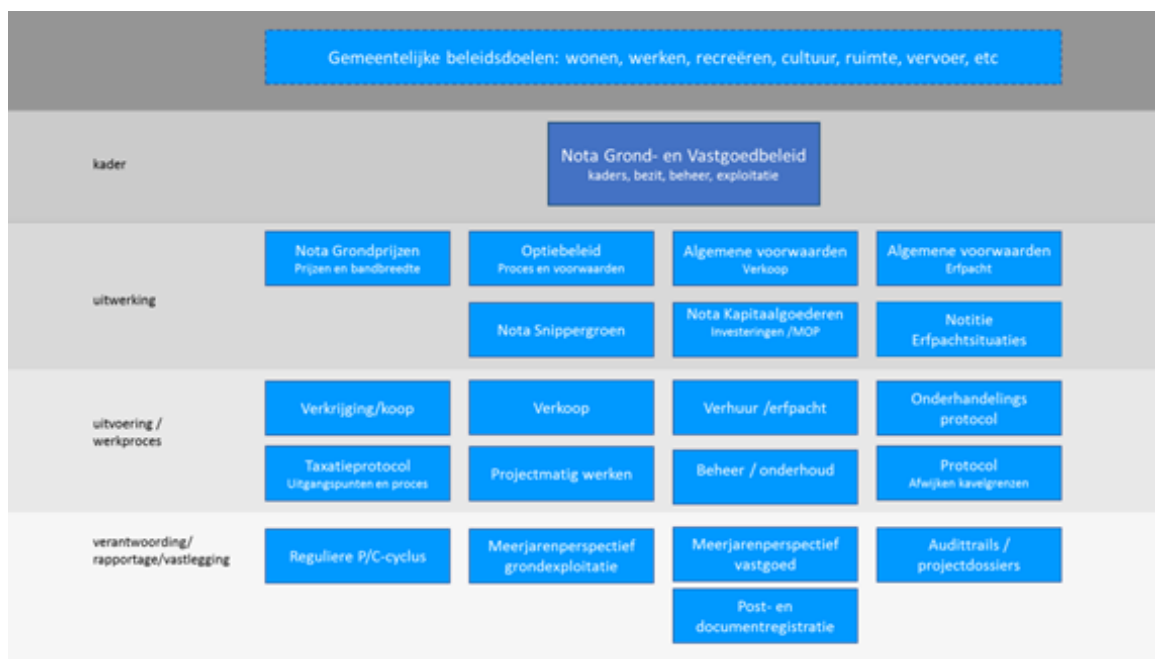 Gemeentelijke beleidsdoelen: wonen, werken, recreëren, cultuur, ruimte, vervoer, etc
kader
Nota Grond- en Vastgoedbeleid
kaders, bezit, beheer, exploitatie
uitwerking
Nota Grondprijzen
Prijzen en bandbreedte
Optiebeleid
Proces en voorwaarden
Algemene voorwaarden
Verkoop
Algemene voorwaarden
Erfpacht
Nota Snippergroen
Nota Kapitaalgoederen
Investeringen /MOP
Notitie
Erfpachtsituaties
uitvoering /
werkproces
Verkrijging/koop
Verkoop
Verhuur /erfpacht
Onderhandelings
protocol
Taxatieprotocol
Uitgangspunten en proces
Projectmatig werken
Beheer / onderhoud
Protocol
Afwijken kavelgrenzen
verantwoording/
rapportage/vastlegging
Reguliere P/C-cyclus
Meerjarenperspectief
grondexploitatie
Meerjarenperspectief
vastgoed
Audittrails /
projectdossiers
Post- en
documentregistratie